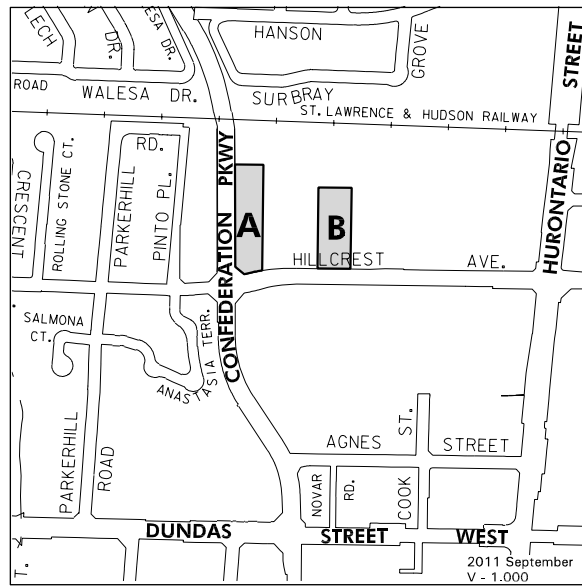 LECH
DR.
ESA DR.
HANSON
GROVE
STREET
ROAD
WALESA DR.
SURBRAY
ST. LAWRENCE & HUDSON RAILWAY
CRESCENT
ROLLING STONE CT.
PARKERHILL
RD.
PINTO PL.
CONFEDERATION PKWY
A
B
HURONTARIO
HILLCREST AVE.
SALMONA
CT.
ANASTASIA TERR.
PARKERHILL
ROAD
AGNES STREET
NOVAR
RD.
COOK
ST.
DUNDAS STREET WEST
T.
2011 September
V - 1.000